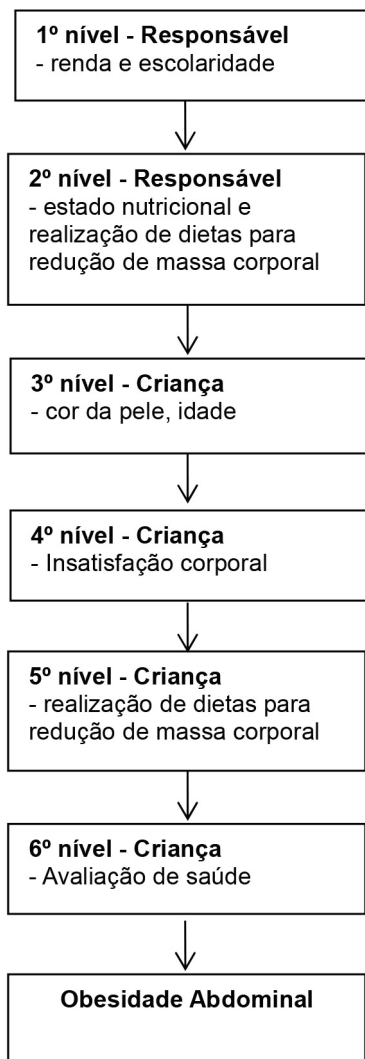 1º nível - Responsável
- renda e escolaridade
2º nível - Responsável
- estado nutricional e
realização de dietas para
redução de massa corporal
3º nível - Criança
- cor da pele, idade
4º nível - Criança
- Insatisfação corporal
5º nível - Criança
- realização de dietas para
redução de massa corporal
6º nível - Criança
- Avaliação de saúde
Obesidade Abdominal